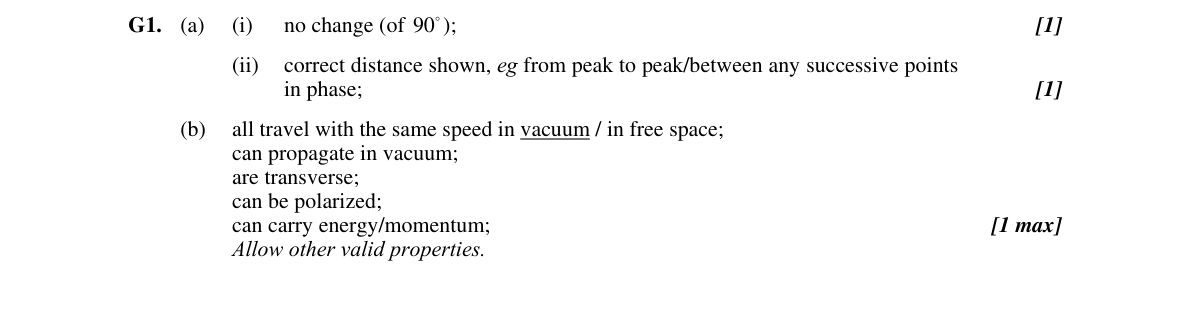 G1. (a) (i) no change (of 90°); [1]
(ii) correct distance shown, eg from peak to peak/between any successive points
in phase; [1]
(b) all travel with the same speed in vacuum / in free space;
can propagate in vacuum;
are transverse;
can be polarized;
can carry energy/momentum; [1 max]
Allow other valid properties.